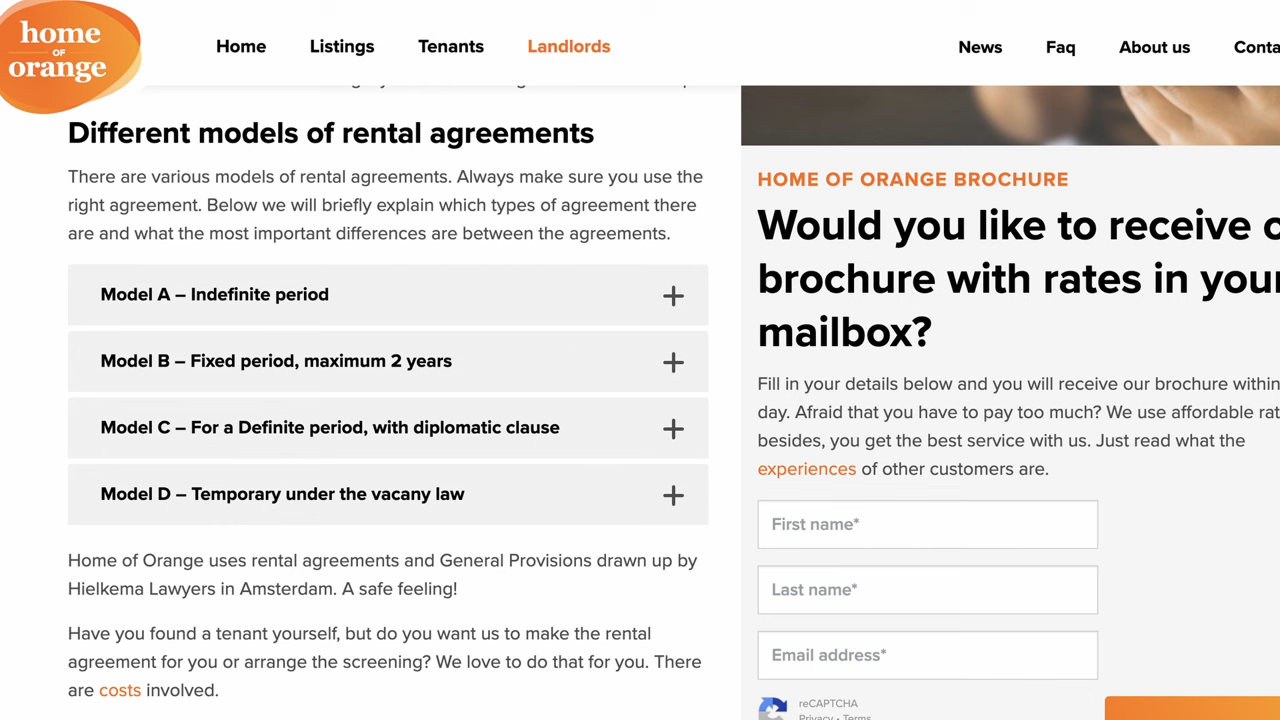 home
OF
orange
Home
Listings
Tenants
Landlords
News
Faq
About us
Conta
Different models of rental agreements
There are various models of rental agreements. Always make sure you use the
right agreement. Below we will briefly explain which types of agreement there
are and what the most important differences are between the agreements.
Model A – Indefinite period
Model B – Fixed period, maximum 2 years
Model C – For a Definite period, with diplomatic clause
Model D – Temporary under the vacany law
Home of Orange uses rental agreements and General Provisions drawn up by
Hielkema Lawyers in Amsterdam. A safe feeling!
Have you found a tenant yourself, but do you want us to make the rental
agreement for you or arrange the screening? We love to do that for you. There
are costs involved.
HOME OF ORANGE BROCHURE
Would you like to receive o
brochure with rates in your
mailbox?
Fill in your details below and you will receive our brochure within
day. Afraid that you have to pay too much? We use affordable rat
besides, you get the best service with us. Just read what the
experiences of other customers are.
First name*
Last name*
Email address*
reCAPTCHA
Privacy - Terms